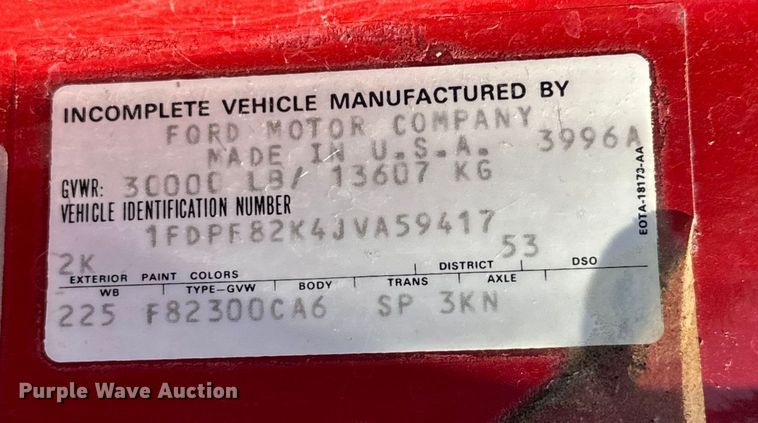 INCOMPLETE VEHICLE MANUFACTURED BY
FORD MOTOR COMPANY
MADE IN U.S.A. 3996A
GVWR: 30000 LB/ 13607 KG
VEHICLE IDENTIFICATION NUMBER
1FDPF82K4JVA59417
2K 53
EXTERIOR PAINT COLORS DISTRICT DSO
WB TYPE-GVW BODY TRANS AXLE
225 F82300CA6 SP 3KN
EOTA-18173-AA
Purple Wave Auction